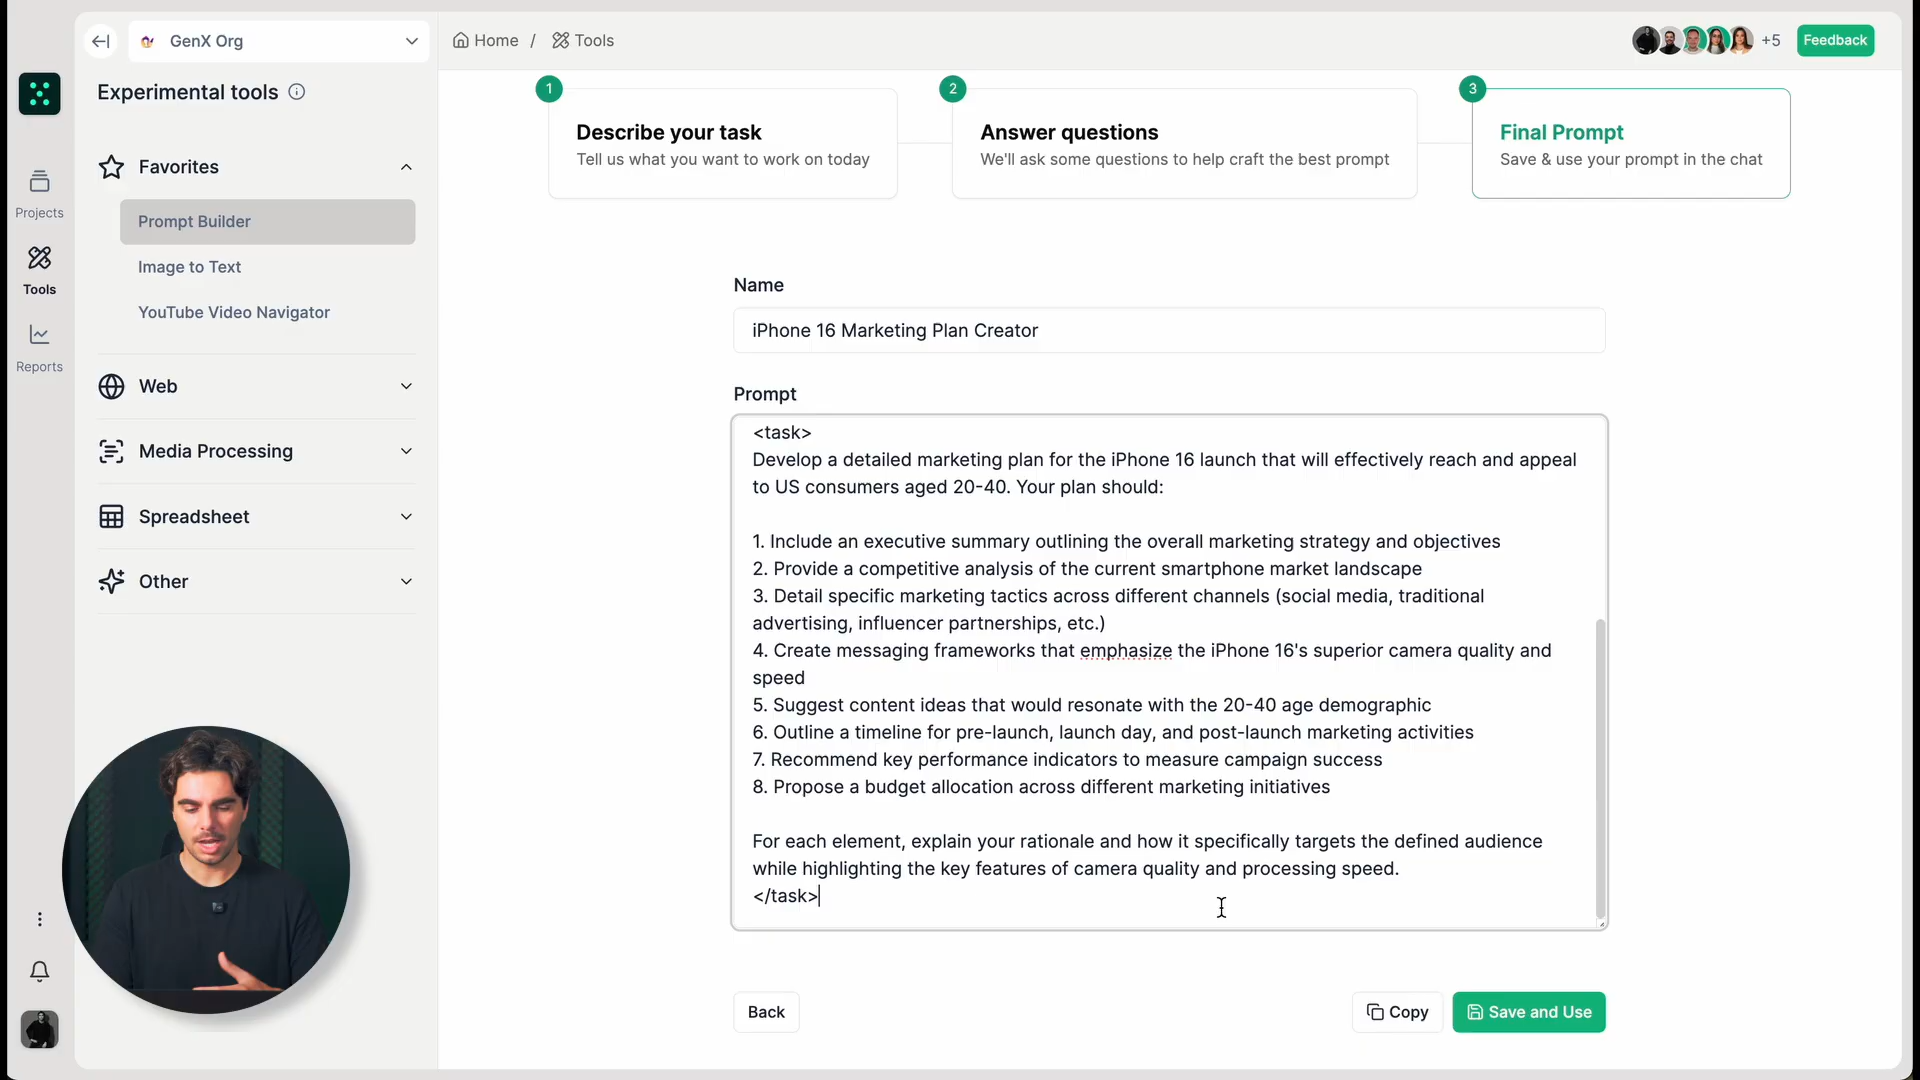 GenX Org
Home / Tools
+5
Feedback
Experimental tools
Projects
Tools
Reports
Favorites
Prompt Builder
Image to Text
YouTube Video Navigator
Web
Media Processing
Spreadsheet
Other
1
Describe your task
Tell us what you want to work on today
2
Answer questions
We'll ask some questions to help craft the best prompt
3
Final Prompt
Save & use your prompt in the chat
Name
iPhone 16 Marketing Plan Creator
Prompt
<task>
Develop a detailed marketing plan for the iPhone 16 launch that will effectively reach and appeal
to US consumers aged 20-40. Your plan should:
1. Include an executive summary outlining the overall marketing strategy and objectives
2. Provide a competitive analysis of the current smartphone market landscape
3. Detail specific marketing tactics across different channels (social media, traditional
advertising, influencer partnerships, etc.)
4. Create messaging frameworks that emphasize the iPhone 16's superior camera quality and
speed
5. Suggest content ideas that would resonate with the 20-40 age demographic
6. Outline a timeline for pre-launch, launch day, and post-launch marketing activities
7. Recommend key performance indicators to measure campaign success
8. Propose a budget allocation across different marketing initiatives
For each element, explain your rationale and how it specifically targets the defined audience
while highlighting the key features of camera quality and processing speed.
</task>
Back
Copy
Save and Use